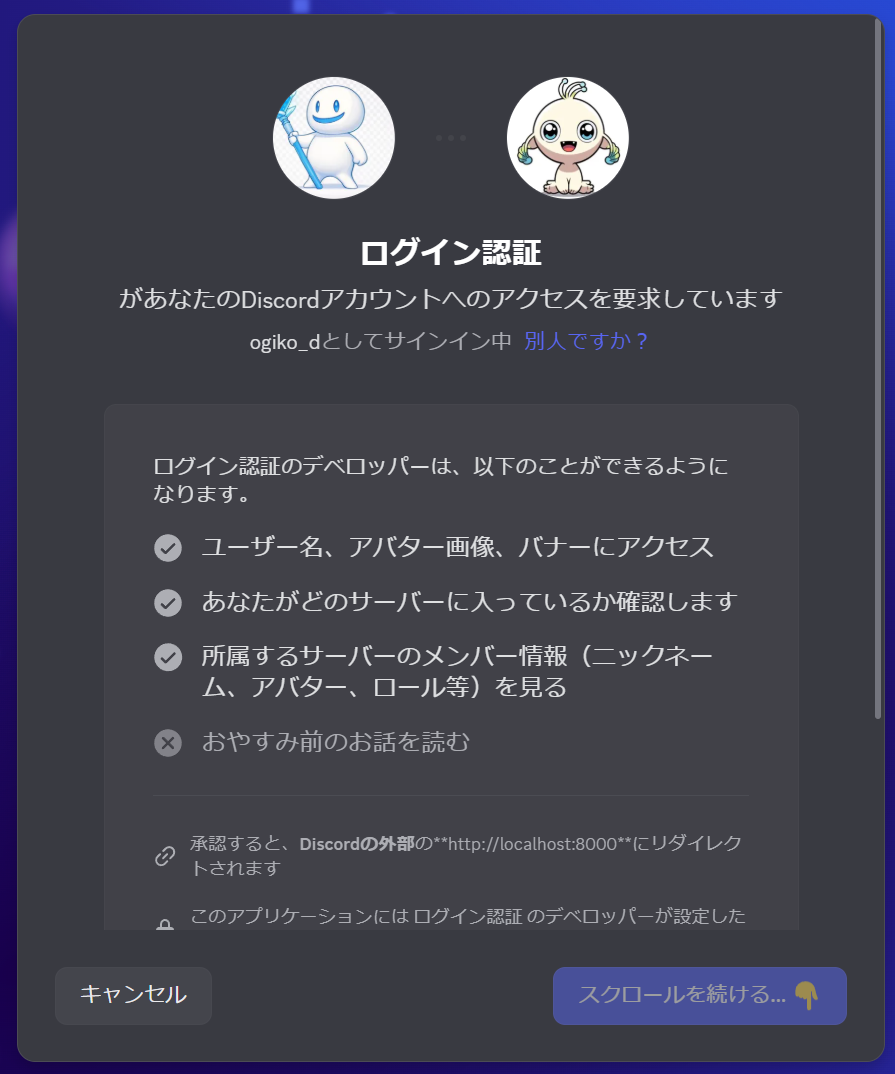 ログイン認証
があなたのDiscordアカウントへのアクセスを要求しています
ogiko_dとしてサインイン中 別人ですか？
ログイン認証のデベロッパーは、以下のことができるように
なります。
ユーザー名、アバター画像、バナーにアクセス
あなたがどのサーバーに入っているか確認します
所属するサーバーのメンバー情報（ニックネー
ム、アバター、ロール等）を見る
おやすみ前のお話を読む
承認すると、Discordの外部の**http://localhost:8000**にリダイレク
トされます
このアプリケーションには ログイン認証 のデベロッパーが設定した
キャンセル
スクロールを続ける... 👇